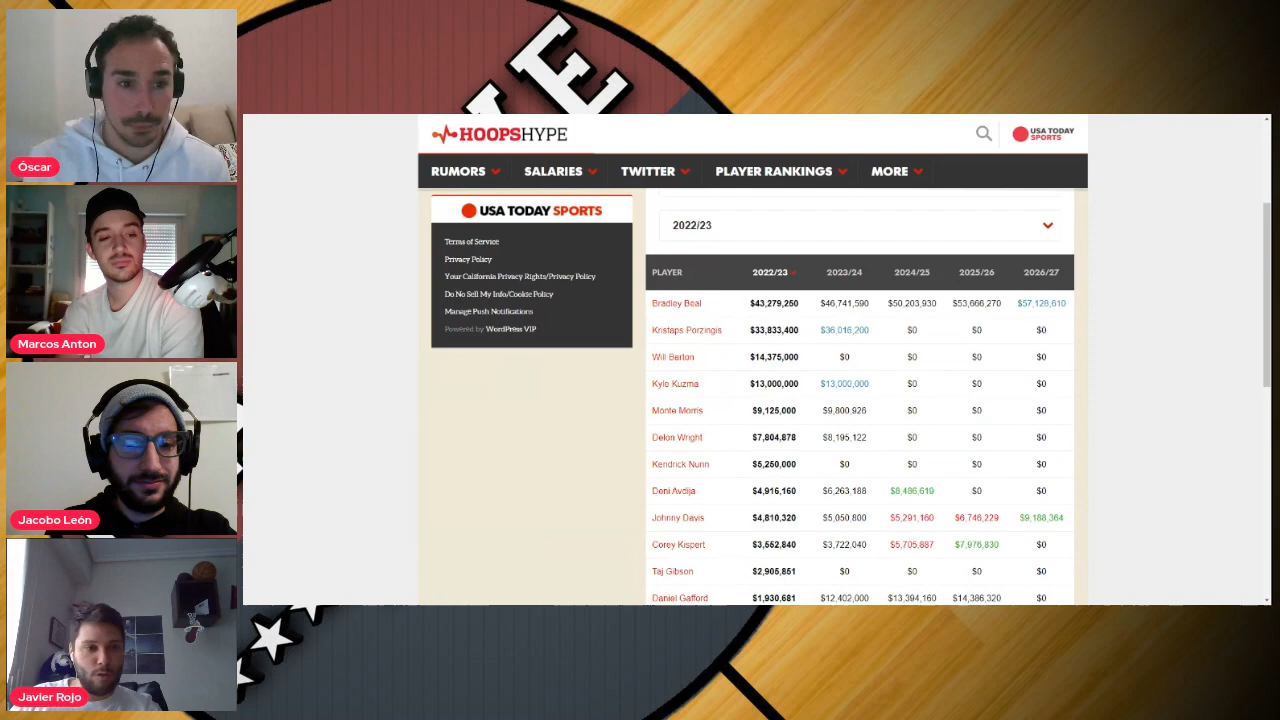 Óscar
Marcos Anton
Jacobo León
Javier Rojo
HOOPSHYPE
USA TODAY
SPORTS
RUMORS SALARIES TWITTER PLAYER RANKINGS MORE
USA TODAY SPORTS
Terms of Service
Privacy Policy
Your California Privacy Rights/Privacy Policy
Do No Sell My Info/Cookie Policy
Manage Push Notifications
Powered by WordPress VIP
2022/23
PLAYER 2022/23 2023/24 2024/25 2025/26 2026/27
Bradley Beal $43,279,250 $46,741,590 $50,203,930 $53,666,270 $57,128,610
Kristaps Porzingis $33,833,400 $36,016,200 $0 $0 $0
Will Barton $14,375,000 $0 $0 $0 $0
Kyle Kuzma $13,000,000 $13,000,000 $0 $0 $0
Monte Morris $9,125,000 $9,800,926 $0 $0 $0
Delon Wright $7,804,878 $8,195,122 $0 $0 $0
Kendrick Nunn $5,250,000 $0 $0 $0 $0
Deni Avdija $4,916,160 $6,263,188 $8,486,619 $0 $0
Johnny Davis $4,810,320 $5,050,800 $5,291,160 $6,746,229 $9,188,364
Corey Kispert $3,552,840 $3,722,040 $5,705,887 $7,976,830 $0
Taj Gibson $2,905,851 $0 $0 $0 $0
Daniel Gafford $1,930,681 $12,402,000 $13,394,160 $14,386,320 $0